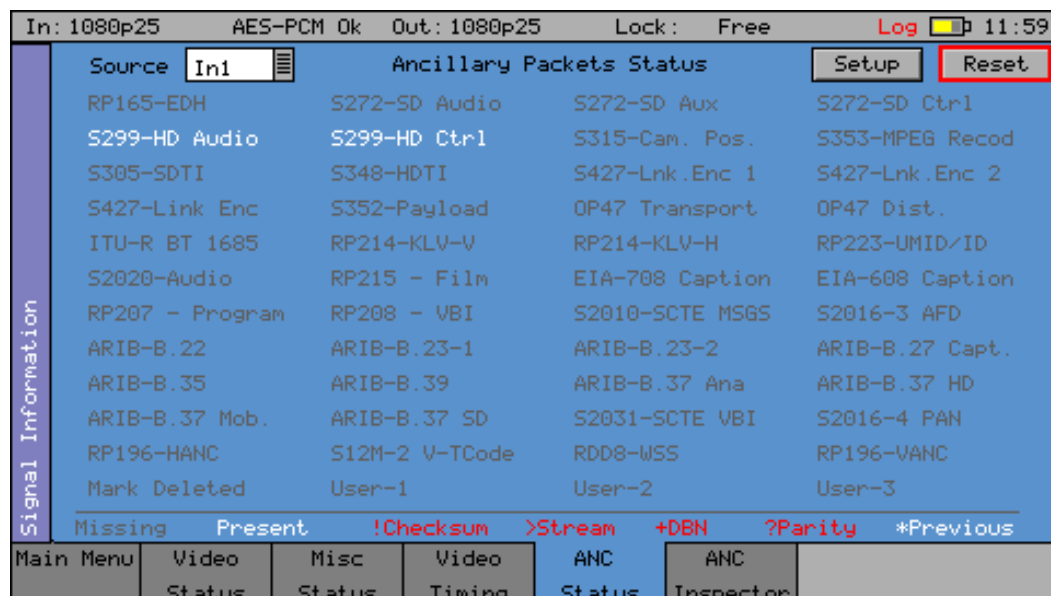 In: 1080p25 AES-PCM Ok Out: 1080p25 Lock: Free Log 11:59
Source In1 Ancillary Packets Status Setup Reset
RP165-EDH S272-SD Audio S272-SD Aux S272-SD Ctrl
S299-HD Audio S299-HD Ctrl S315-Cam. Pos. S353-MPEG Recod
S305-SDTI S348-HDTI S427-Lnk.Enc 1 S427-Lnk.Enc 2
S427-Link Enc S352-Payload OP47 Transport OP47 Dist.
ITU-R BT 1685 RP214-KLV-V RP214-KLV-H RP223-UMID/ID
S2020-Audio RP215 - Film EIA-708 Caption EIA-608 Caption
RP207 - Program RP208 - VBI S2010-SCTE MSGS S2016-3 AFD
ARIB-B.22 ARIB-B.23-1 ARIB-B.23-2 ARIB-B.27 Capt.
ARIB-B.35 ARIB-B.39 ARIB-B.37 Ana ARIB-B.37 HD
ARIB-B.37 Mob. ARIB-B.37 SD S2031-SCTE VBI S2016-4 PAN
RP196-HANC S12M-2 V-TCode RDD8-WSS RP196-VANC
Mark Deleted User-1 User-2 User-3
Missing Present !Checksum >Stream +DBN ?Parity *Previous
Signal Information
Main Menu Video Misc Video ANC ANC
Status Status Timing Status Inspector